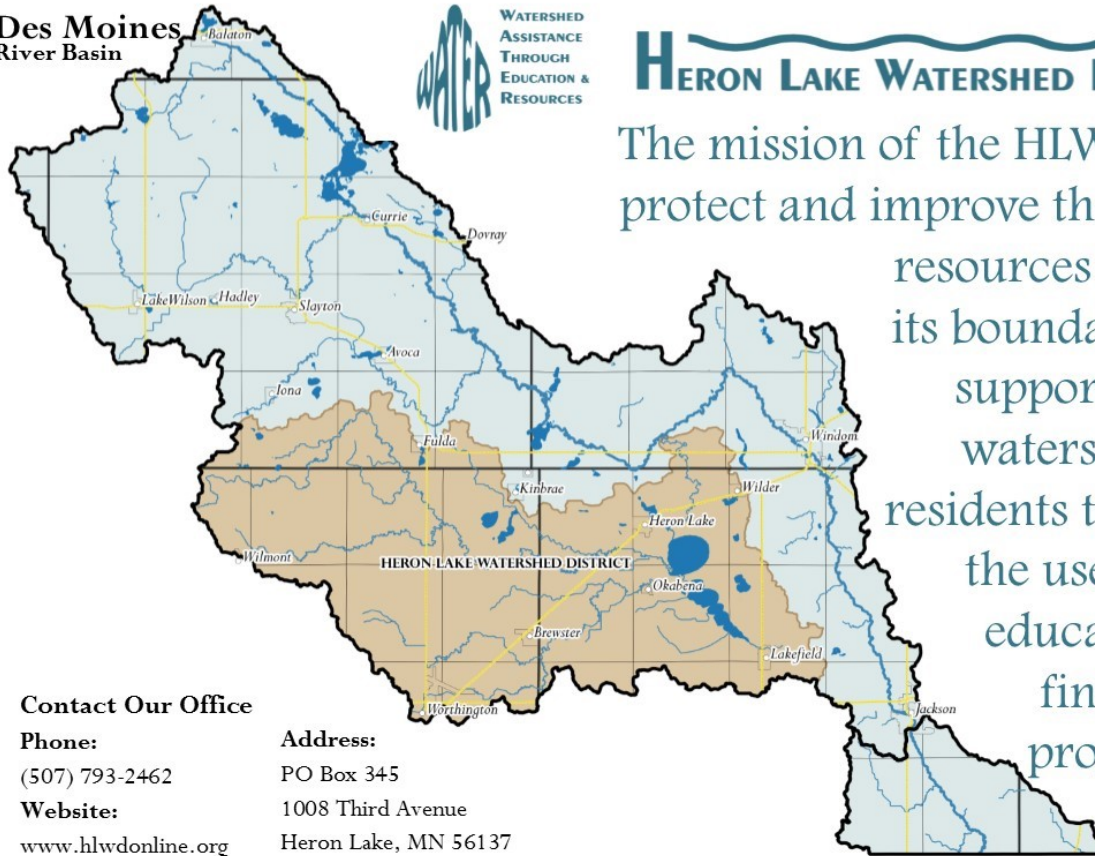 Des Moines
River Basin
WATER
WATERSHED
ASSISTANCE
THROUGH
EDUCATION &
RESOURCES
HERON LAKE WATERSHED
The mission of the HLW
protect and improve th
resources
its bounda
suppor
waters
residents t
the use
educa
fin
pro
Balaton
Currie
Dovray
Lake Wilson
Hadley
Slayton
Avoca
Iona
Fulda
Windom
Kinbrae
Wilder
Heron Lake
Wilmont
HERON LAKE WATERSHED DISTRICT
Okabena
Brewster
Lakefield
Worthington
Jackson
Contact Our Office
Phone:
(507) 793-2462
Website:
www.hlwdonline.org
Address:
PO Box 345
1008 Third Avenue
Heron Lake, MN 56137